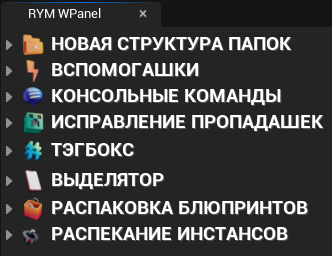 RYM WPanel
НОВАЯ СТРУКТУРА ПАПОК
ВСПОМОГАШКИ
КОНСОЛЬНЫЕ КОМАНДЫ
ИСПРАВЛЕНИЕ ПРОПАДАШЕК
ТЭГБОКС
ВЫДЕЛЯТОР
РАСПАКОВКА БЛЮПРИНТОВ
РАСПЕКАНИЕ ИНСТАНСОВ